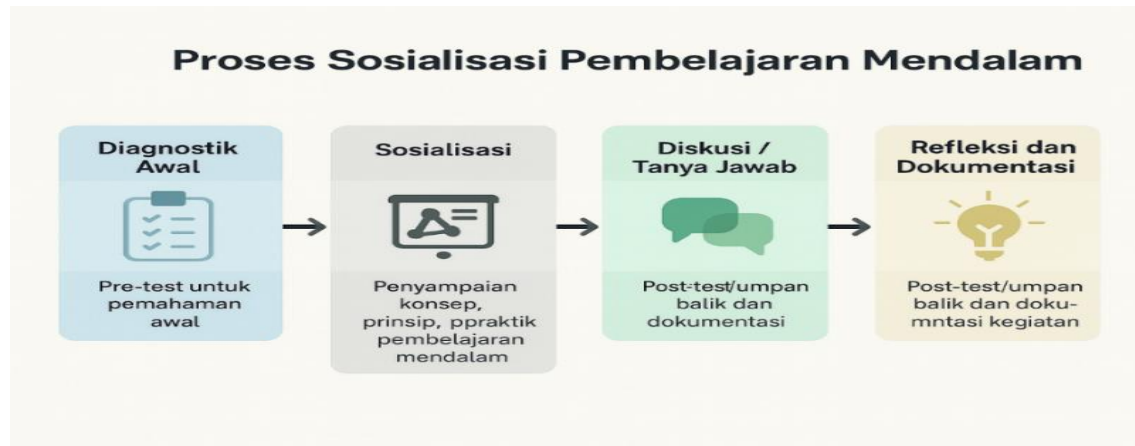 Proses Sosialisasi Pembelajaran Mendalam
Diagnostik
Awal
Pre-test untuk
pemahaman
awal
Sosialisasi
Penyampaian
konsep,
prinsip, ppraktik
pembelajaran
mendalam
Diskusi /
Tanya Jawab
Post-test/umpan
balik dan
dokumentasi
Refleksi dan
Dokumentasi
Post-test/umpan
balik dan doku-
mntasi kegiatan